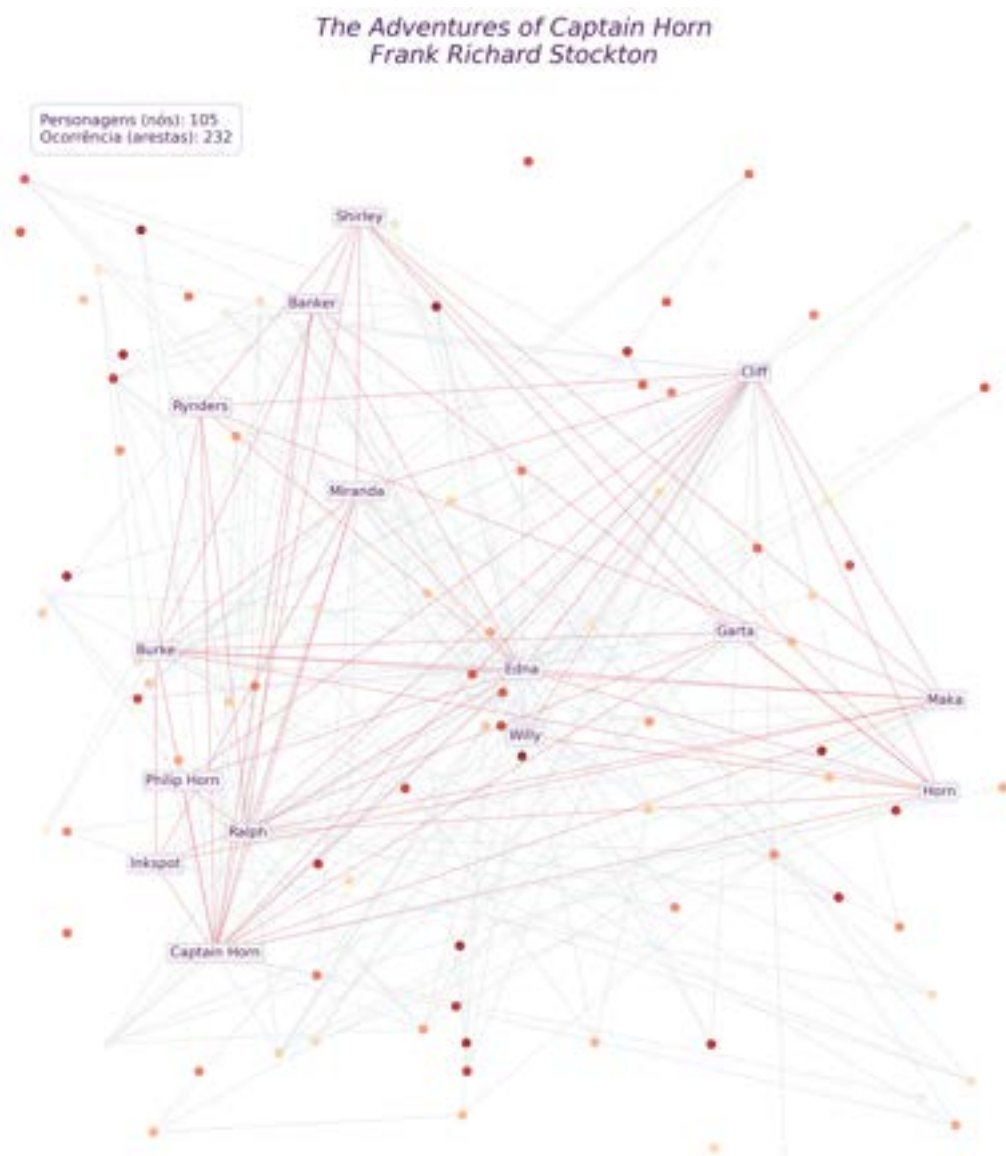 The Adventures of Captain Horn
Frank Richard Stockton
Personagens (nós): 105
Ocorrência (arestas): 232
Shirley
Banker
Cliff
Rynders
Miranda
Garta
Burke
Edna
Maka
Willy
Philip Horn
Horn
Ralph
Inkspot
Captain Horn